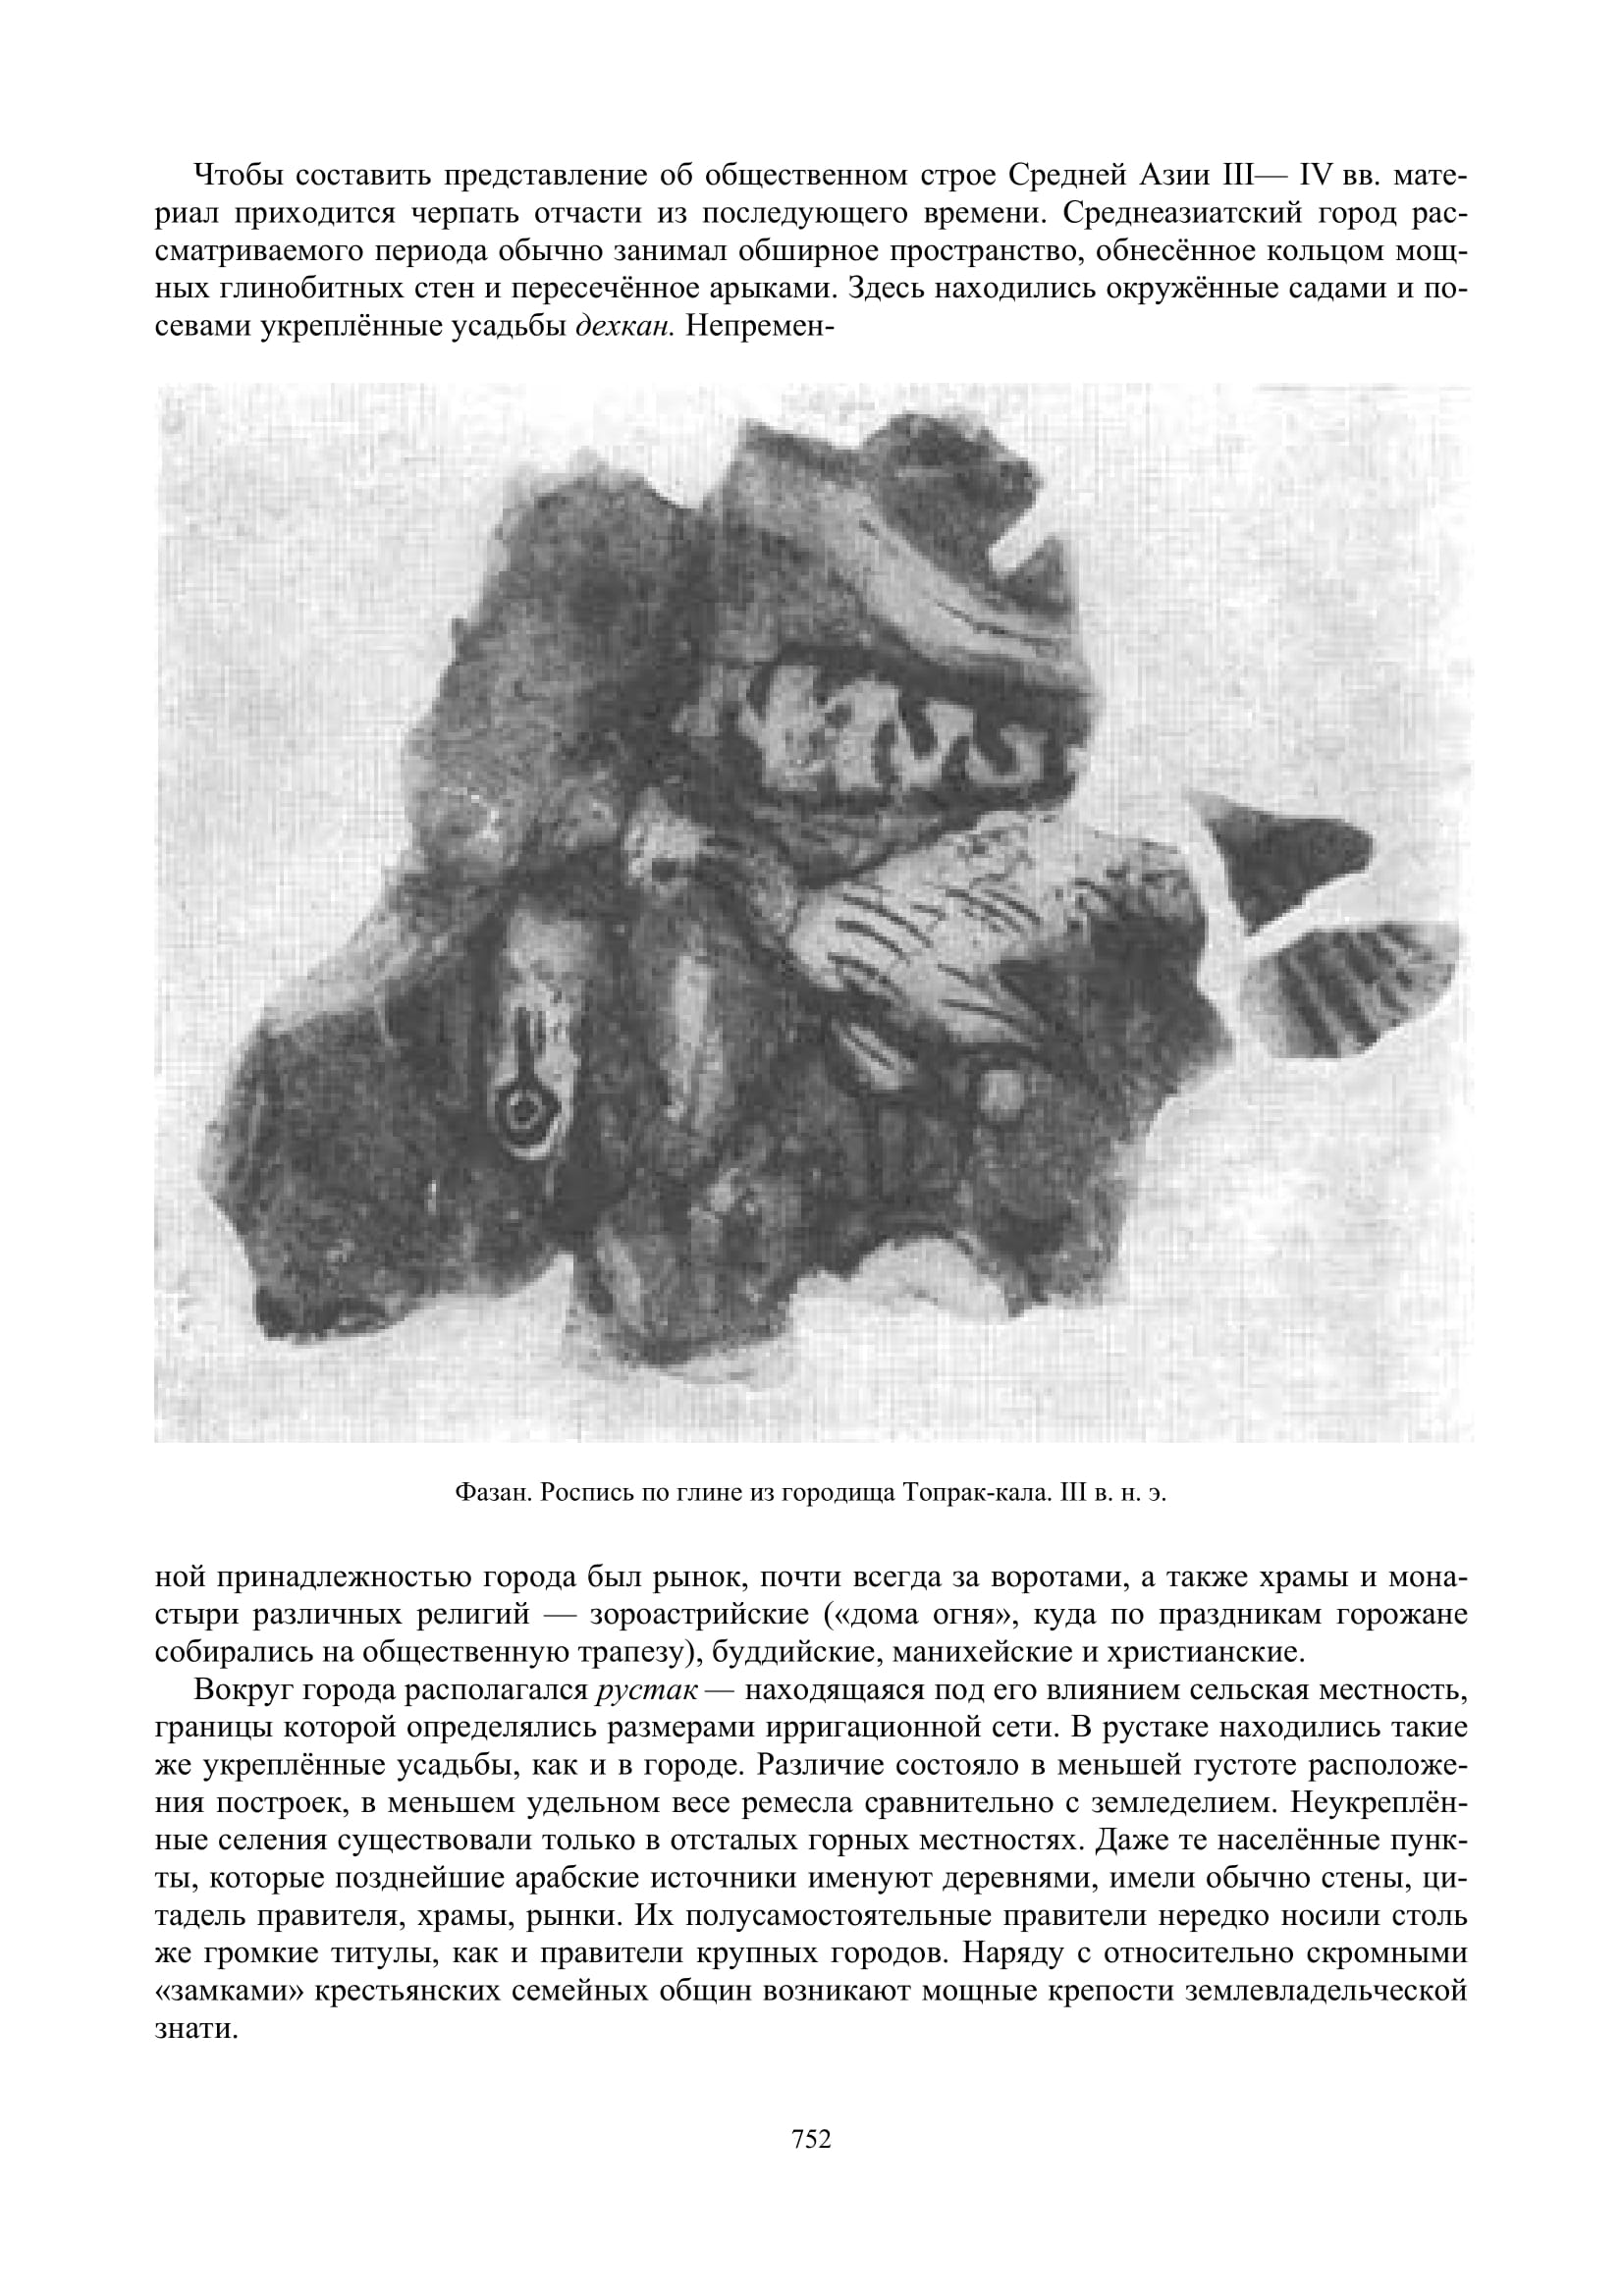 Чтобы составить представление об общественном строе Средней Азии III— IV вв. мате-
риал приходится черпать отчасти из последующего времени. Среднеазиатский город рас-
сматриваемого периода обычно занимал обширное пространство, обнесённое кольцом мощ-
ных глинобитных стен и пересечённое арыками. Здесь находились окружённые садами и по-
севами укреплённые усадьбы дехкан. Непремен-
Фазан. Роспись по глине из городища Топрак-кала. III в. н. э.
ной принадлежностью города был рынок, почти всегда за воротами, а также храмы и мона-
стыри различных религий — зороастрийские («дома огня», куда по праздникам горожане
собирались на общественную трапезу), буддийские, манихейские и христианские.
Вокруг города располагался рустак — находящаяся под его влиянием сельская местность,
границы которой определялись размерами ирригационной сети. В рустаке находились такие
же укреплённые усадьбы, как и в городе. Различие состояло в меньшей густоте расположе-
ния построек, в меньшем удельном весе ремесла сравнительно с земледелием. Неукреплён-
ные селения существовали только в отсталых горных местностях. Даже те населённые пунк-
ты, которые позднейшие арабские источники именуют деревнями, имели обычно стены, ци-
тадель правителя, храмы, рынки. Их полусамостоятельные правители нередко носили столь
же громкие титулы, как и правители крупных городов. Наряду с относительно скромными
«замками» крестьянских семейных общин возникают мощные крепости землевладельческой
знати.
752